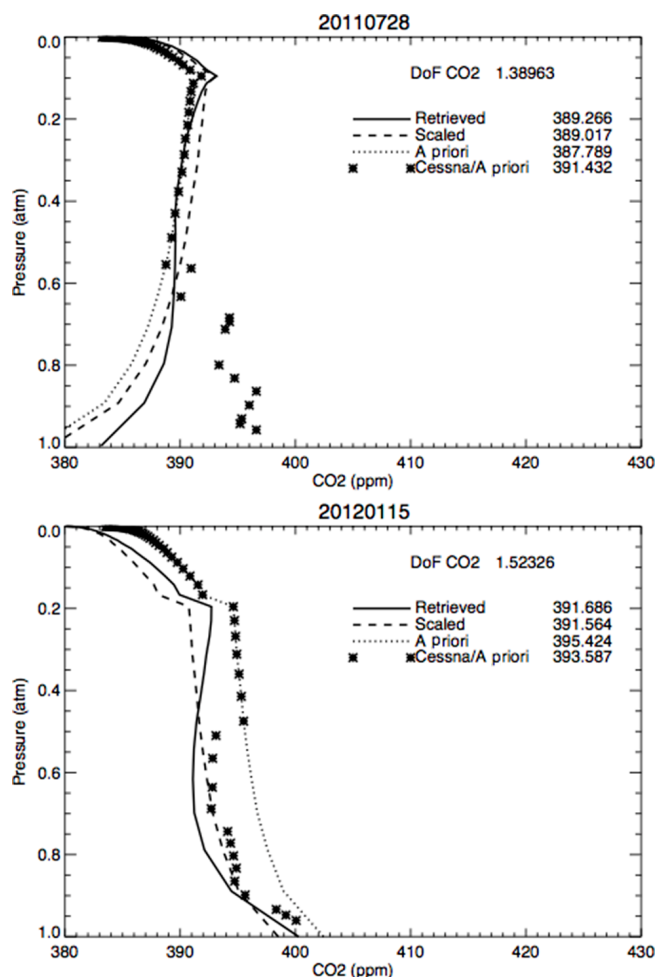 20110728
DoF CO2 1.38963
Retrieved 389.266
Scaled 389.017
A priori 387.789
Cessna/A priori 391.432
Pressure (atm)
0.0
0.2
0.4
0.6
0.8
1.0
380 390 400 410 420 430
CO2 (ppm)
20120115
DoF CO2 1.52326
Retrieved 391.686
Scaled 391.564
A priori 395.424
Cessna/A priori 393.587
Pressure (atm)
0.0
0.2
0.4
0.6
0.8
1.0
380 390 400 410 420 430
CO2 (ppm)